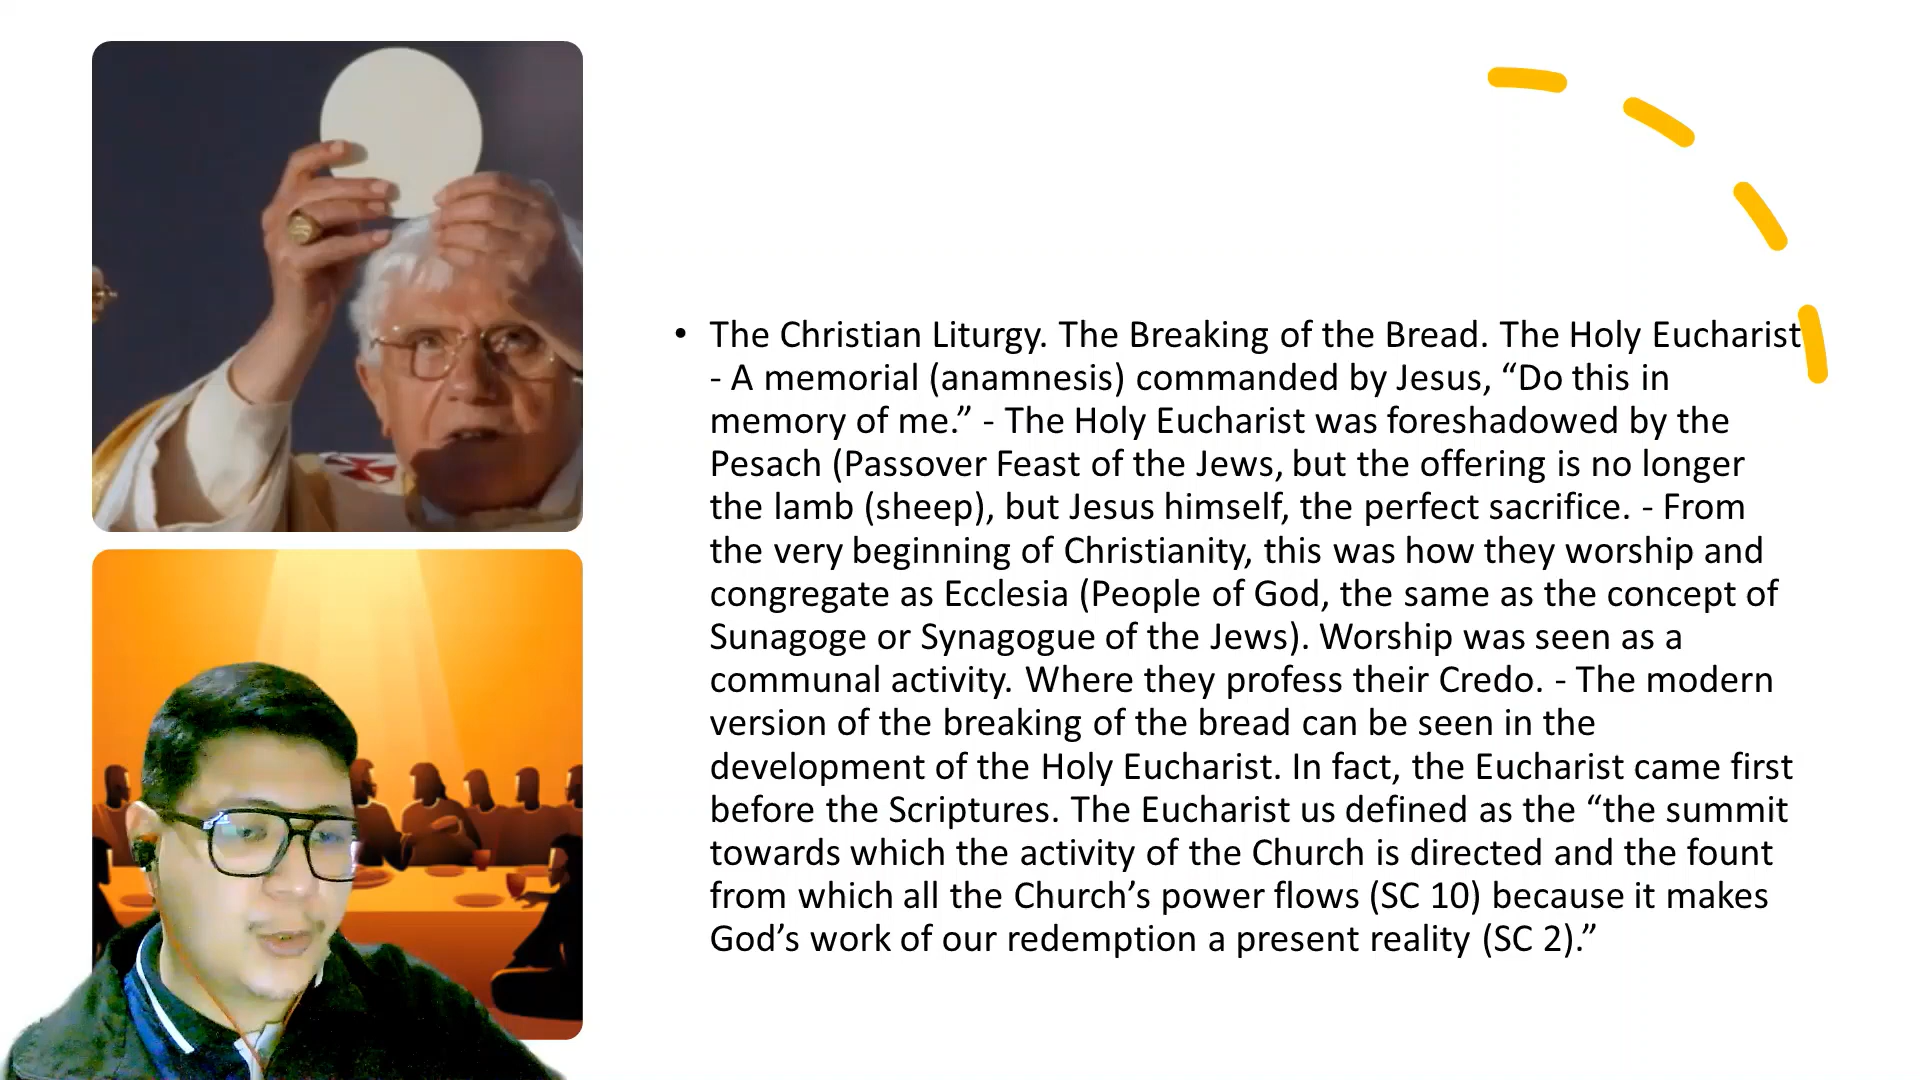 • The Christian Liturgy. The Breaking of the Bread. The Holy Eucharist
- A memorial (anamnesis) commanded by Jesus, “Do this in
memory of me.” - The Holy Eucharist was foreshadowed by the
Pesach (Passover Feast of the Jews, but the offering is no longer
the lamb (sheep), but Jesus himself, the perfect sacrifice. - From
the very beginning of Christianity, this was how they worship and
congregate as Ecclesia (People of God, the same as the concept of
Sunagoge or Synagogue of the Jews). Worship was seen as a
communal activity. Where they profess their Credo. - The modern
version of the breaking of the bread can be seen in the
development of the Holy Eucharist. In fact, the Eucharist came first
before the Scriptures. The Eucharist us defined as the “the summit
towards which the activity of the Church is directed and the fount
from which all the Church’s power flows (SC 10) because it makes
God’s work of our redemption a present reality (SC 2).”